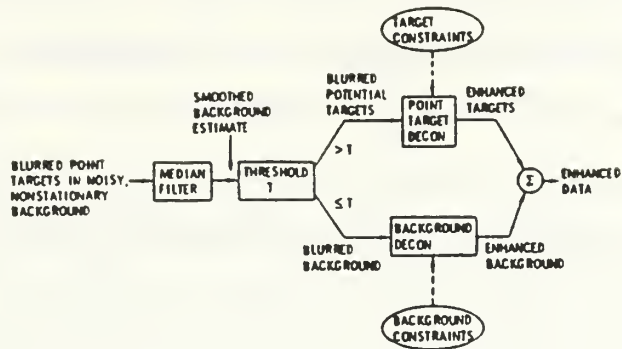 TARGET
CONSTRAINTS
BLURRED
POTENTIAL
TARGETS
POINT
TARGET
DECON
ENHANCED
TARGETS
SMOOTHED
BACKGROUND
ESTIMATE
> T
BLURRED POINT
TARGETS IN NOISY,
NONSTATIONARY
BACKGROUND
MEDIAN
FILTER
THRESHOLD
T
Σ
ENHANCED
DATA
≤ T
BLURRED
BACKGROUND
BACKGROUND
DECON
ENHANCED
BACKGROUND
BACKGROUND
CONSTRAINTS